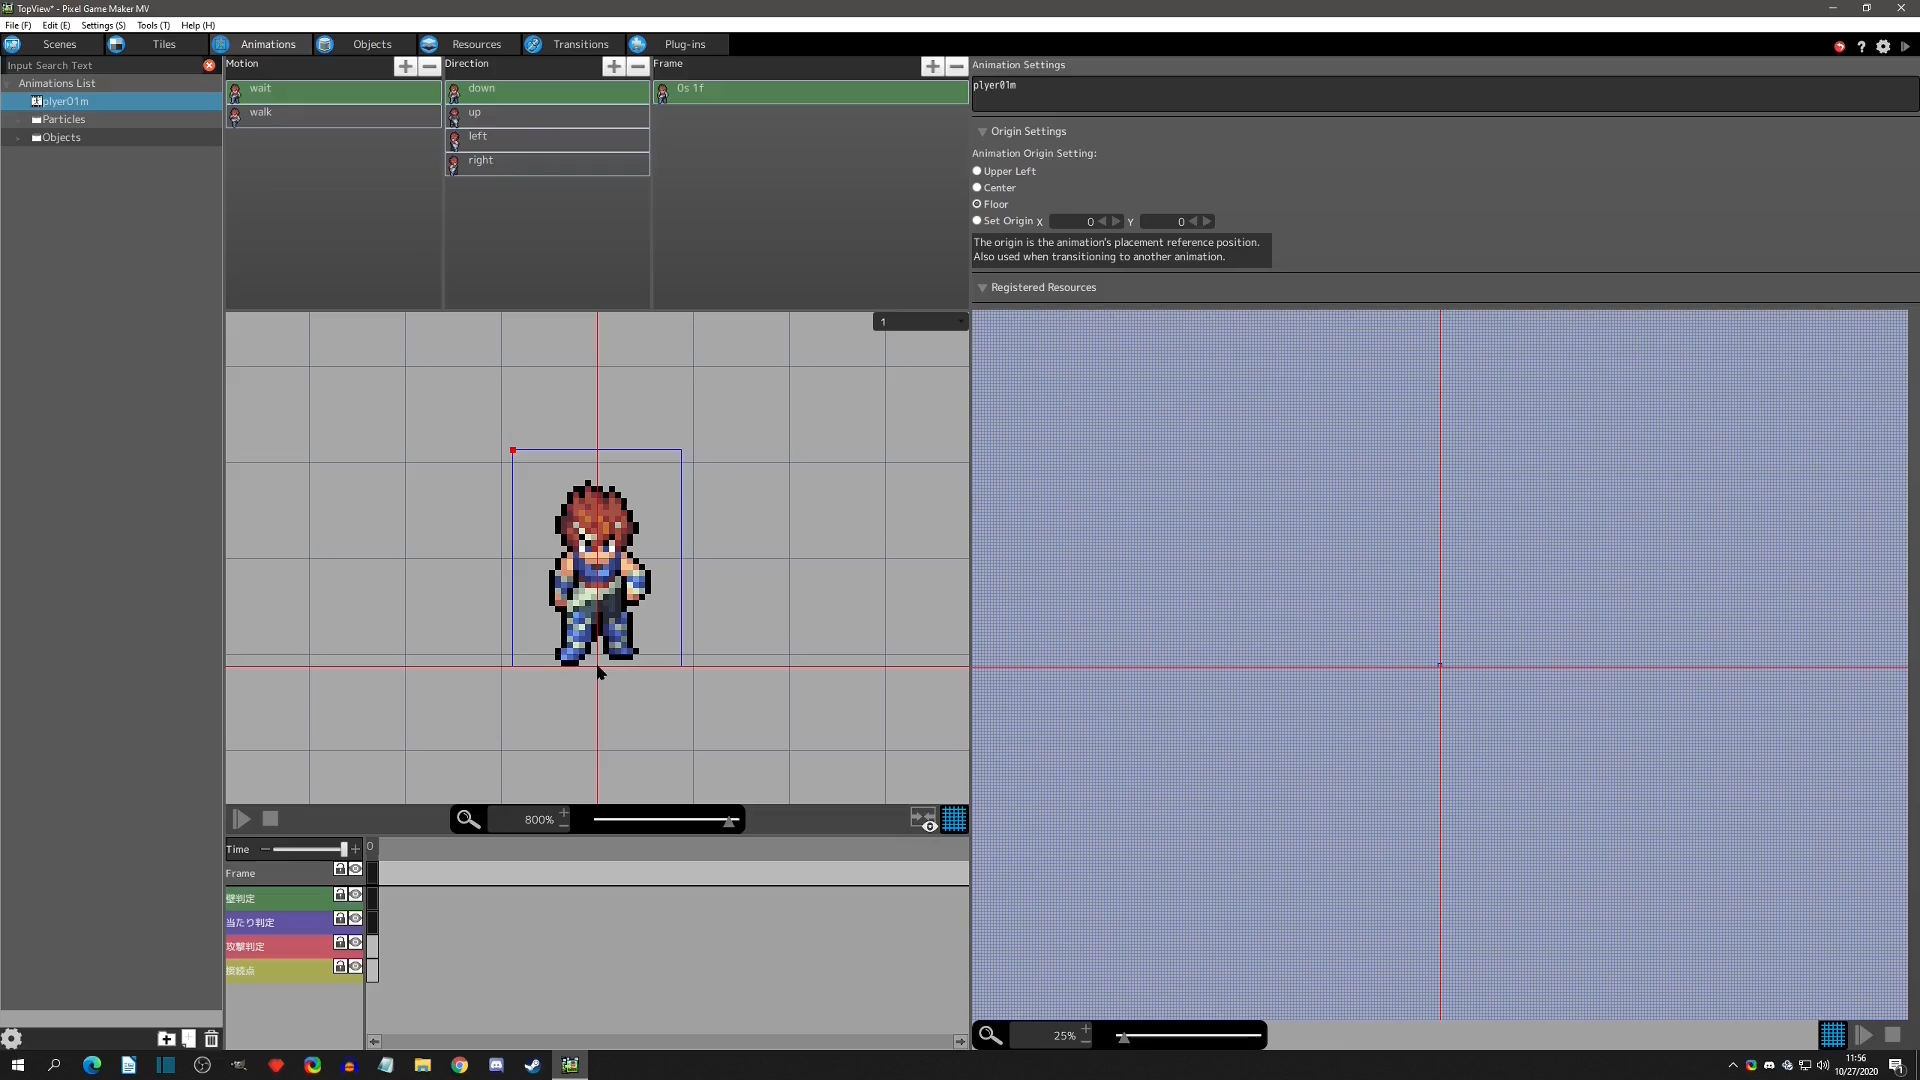 TopView* - Pixel Game Maker MV
File (F) Edit (E) Settings (S) Tools (T) Help (H)
Scenes Tiles Animations Objects Resources Transitions Plug-ins
Input Search Text
Animations List
plyer01m
Particles
Objects
Motion
wait
walk
Direction
down
up
left
right
Frame
0s 1f
Animation Settings
plyer01m
Origin Settings
Animation Origin Setting:
Upper Left
Center
Floor
Set Origin X 0 Y 0
The origin is the animation's placement reference position.
Also used when transitioning to another animation.
Registered Resources
1
800%
Time 0
Frame
壁判定
当たり判定
攻撃判定
接続点
25%
11:56
10/27/2020